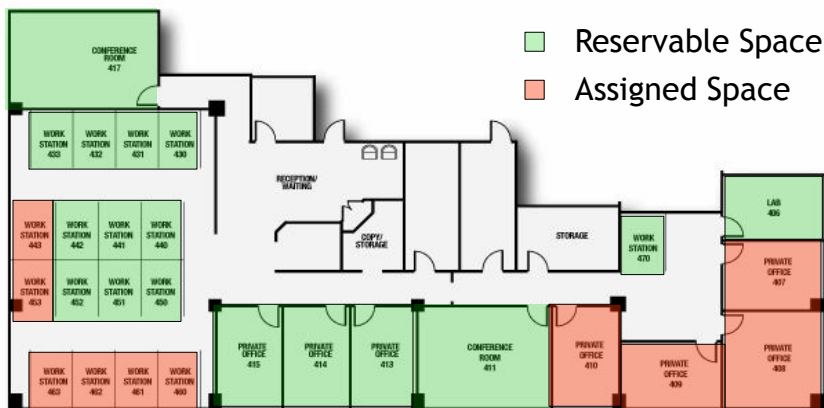 Reservable Space
Assigned Space
CONFERENCE
ROOM
417
WORK
STATION
433
WORK
STATION
432
WORK
STATION
431
WORK
STATION
430
RECEPTION/
WAITING
LAB
406
WORK
STATION
443
WORK
STATION
442
WORK
STATION
441
WORK
STATION
440
COPY/
STORAGE
STORAGE
WORK
STATION
470
PRIVATE
OFFICE
407
WORK
STATION
453
WORK
STATION
452
WORK
STATION
451
WORK
STATION
450
PRIVATE
OFFICE
415
PRIVATE
OFFICE
414
PRIVATE
OFFICE
413
CONFERENCE
ROOM
411
PRIVATE
OFFICE
410
PRIVATE
OFFICE
409
PRIVATE
OFFICE
408
WORK
STATION
463
WORK
STATION
462
WORK
STATION
461
WORK
STATION
460